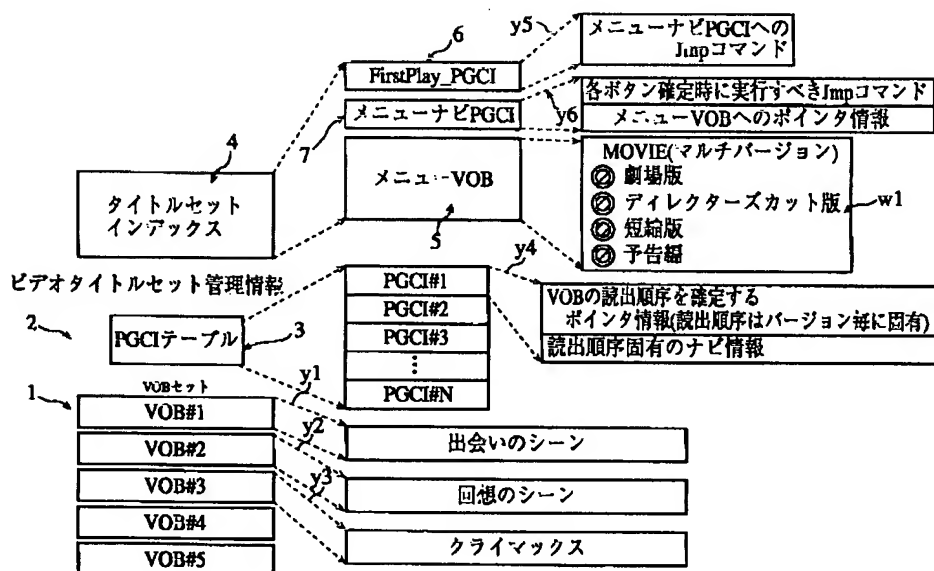 6
y5
メニューナビPGCIへの
Jmpコマンド
FirstPlay_PGCI
メニューナビPGCI
7
y6
各ボタン確定時に実行すべきJmpコマンド
メニューVOBへのポインタ情報
4
タイトルセット
インデックス
メニューVOB
5
MOVIE(マルチバージョン)
劇場版
ディレクターズカット版
短縮版
予告編
w1
ビデオタイトルセット管理情報
2
PGCIテーブル
3
PGCI#1
PGCI#2
PGCI#3
⋮
PGCI#N
y4
VOBの読出順序を確定する
ポインタ情報(読出順序はバージョン毎に固有)
読出順序固有のナビ情報
1
VOBセット
VOB#1
VOB#2
VOB#3
VOB#4
VOB#5
y1
y2
y3
出会いのシーン
回想のシーン
クライマックス